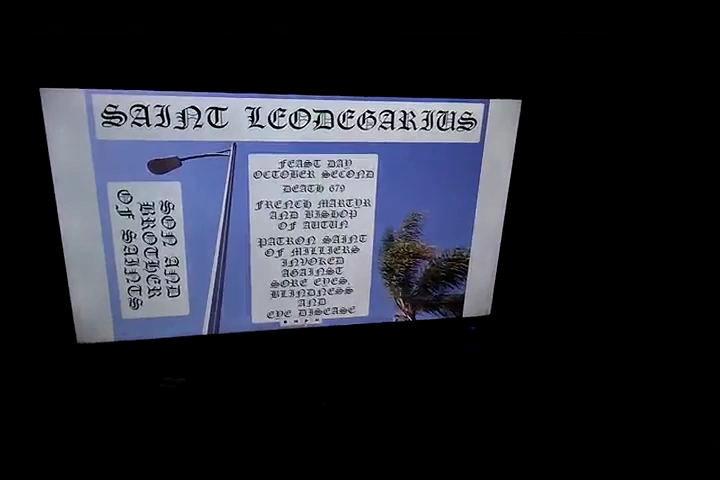 SAINT LEODEGARIUS
SON AND
BROTHER
OF SAINTS
FEAST DAY
OCTOBER SECOND
DEATH 679
FRENCH MARTYR
AND BISHOP
OF AUTUN
PATRON SAINT
OF MILLIERS
INVOKED
AGAINST
SORE EYES,
BLINDNESS
AND
EYE DISEASE